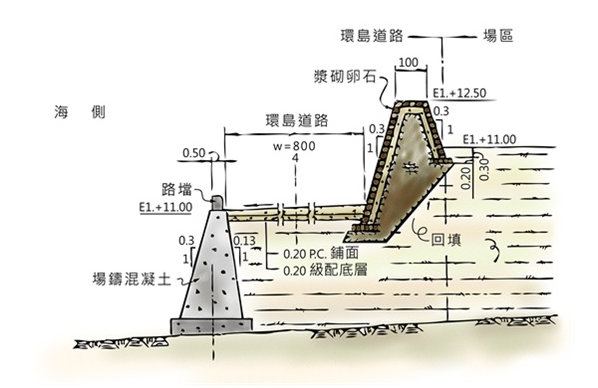 環島道路
場區
100
漿砌卵石
E1.+12.50
海 側
環島道路
0.3
1
0.3
1
E1.+11.00
w=800
4
0.50
0.20
0.30
路墻
E1.+11.00
回填
0.3
1
0.13
1
0.20 P.C. 鋪面
0.20 級配底層
場鑄混凝土